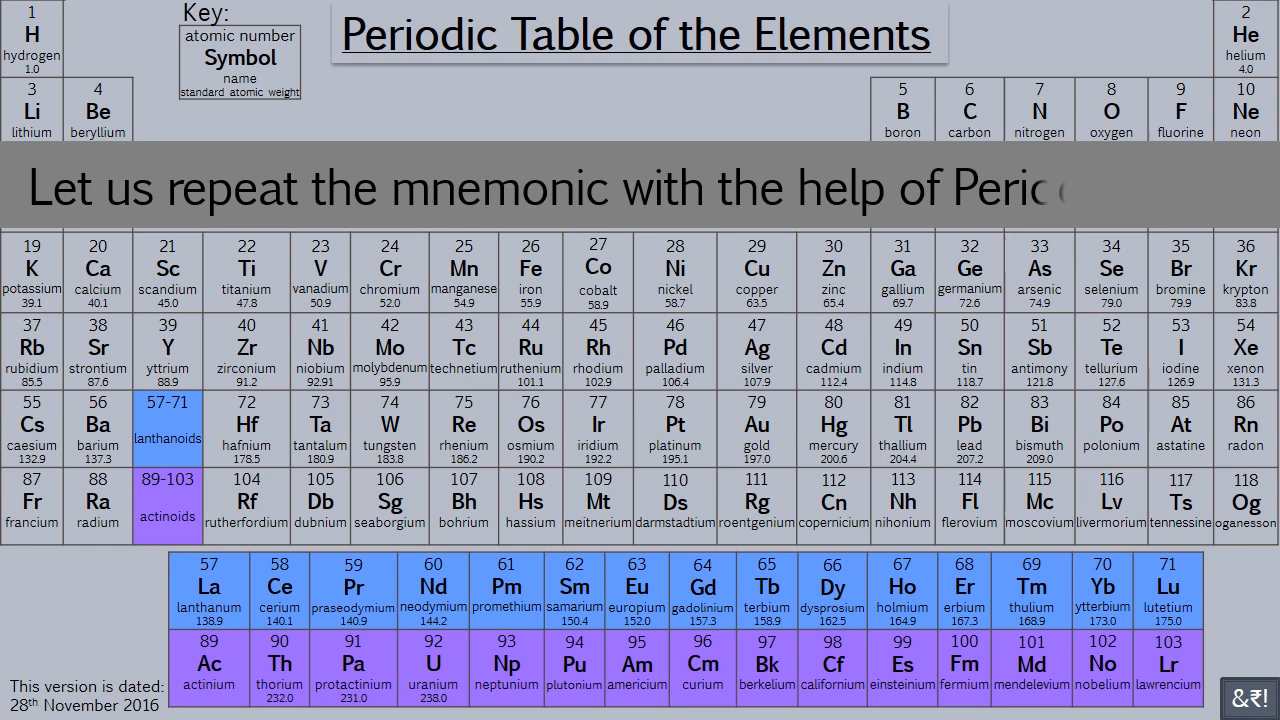 Periodic Table of the Elements
Key:
atomic number
Symbol
name
standard atomic weight
1 2
H He
hydrogen helium
1.0 4.0
3 4 5 6 7 8 9 10
Li Be B C N O F Ne
lithium beryllium boron carbon nitrogen oxygen fluorine neon
Let us repeat the mnemonic with the help of
19 20 21 22 23 24 25 26 27 28 29 30 31 32 33 34 35 36
K Ca Sc Ti V Cr Mn Fe Co Ni Cu Zn Ga Ge As Se Br Kr
potassium calcium scandium titanium vanadium chromium manganese iron cobalt nickel copper zinc gallium germanium arsenic selenium bromine krypton
39.1 40.1 45.0 47.8 50.9 52.0 54.9 55.9 58.9 58.7 63.5 65.4 69.7 72.6 74.9 79.0 79.9 83.8
37 38 39 40 41 42 43 44 45 46 47 48 49 50 51 52 53 54
Rb Sr Y Zr Nb Mo Tc Ru Rh Pd Ag Cd In Sn Sb Te I Xe
rubidium strontium yttrium zirconium niobium molybdenum technetium ruthenium rhodium palladium silver cadmium indium tin antimony tellurium iodine xenon
85.5 87.6 88.9 91.2 92.91 95.9 101.1 102.9 106.4 107.9 112.4 114.8 118.7 121.8 127.6 126.9 131.3
55 56 57-71 72 73 74 75 76 77 78 79 80 81 82 83 84 85 86
Cs Ba Hf Ta W Re Os Ir Pt Au Hg Tl Pb Bi Po At Rn
caesium barium lanthanoids hafnium tantalum tungsten rhenium osmium iridium platinum gold mercury thallium lead bismuth polonium astatine radon
132.9 137.3 178.5 180.9 183.8 186.2 190.2 192.2 195.1 197.0 200.6 204.4 207.2 209.0
87 88 89-103 104 105 106 107 108 109 110 111 112 113 114 115 116 117 118
Fr Ra Rf Db Sg Bh Hs Mt Ds Rg Cn Nh Fl Mc Lv Ts Og
francium radium actinoids rutherfordium dubnium seaborgium bohrium hassium meitnerium darmstadtium roentgenium copernicium nihonium flerovium moscovium livermorium tennessine oganesson
57 58 59 60 61 62 63 64 65 66 67 68 69 70 71
La Ce Pr Nd Pm Sm Eu Gd Tb Dy Ho Er Tm Yb Lu
lanthanum cerium praseodymium neodymium promethium samarium europium gadolinium terbium dysprosium holmium erbium thulium ytterbium lutetium
138.9 140.1 140.9 144.2 150.4 152.0 157.3 158.9 162.5 164.9 167.3 168.9 173.0 175.0
89 90 91 92 93 94 95 96 97 98 99 100 101 102 103
Ac Th Pa U Np Pu Am Cm Bk Cf Es Fm Md No Lr
actinium thorium protactinium uranium neptunium plutonium americium curium berkelium californium einsteinium fermium mendelevium nobelium lawrencium
232.0 231.0 238.0
This version is dated:
28th November 2016
&₹!